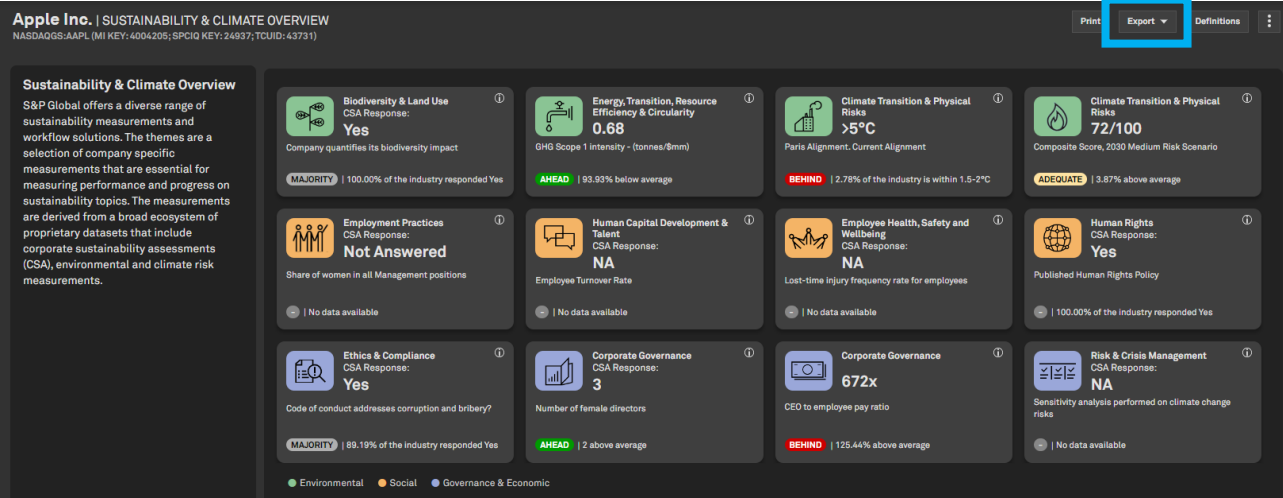 Apple Inc. | SUSTAINABILITY & CLIMATE OVERVIEW
NASDAQGS:AAPL (MI KEY: 4004205; SPCIQ KEY: 24937; TCUID: 43731)
Print
Export
Definitions
Sustainability & Climate Overview
S&P Global offers a diverse range of
sustainability measurements and
workflow solutions. The themes are a
selection of company specific
measurements that are essential for
measuring performance and progress on
sustainability topics. The measurements
are derived from a broad ecosystem of
proprietary datasets that include
corporate sustainability assessments
(CSA), environmental and climate risk
measurements.
Biodiversity & Land Use
CSA Response:
Yes
Company quantifies its biodiversity impact
MAJORITY | 100.00% of the industry responded Yes
Energy, Transition, Resource
Efficiency & Circularity
0.68
GHG Scope 1 intensity - (tonnes/$mm)
AHEAD | 93.93% below average
Climate Transition & Physical
Risks
>5°C
Paris Alignment. Current Alignment
BEHIND | 2.78% of the industry is within 1.5-2°C
Climate Transition & Physical
Risks
72/100
Composite Score, 2030 Medium Risk Scenario
ADEQUATE | 3.87% above average
Employment Practices
CSA Response:
Not Answered
Share of women in all Management positions
- | No data available
Human Capital Development &
Talent
CSA Response:
NA
Employee Turnover Rate
- | No data available
Employee Health, Safety and
Wellbeing
CSA Response:
NA
Lost-time injury frequency rate for employees
- | No data available
Human Rights
CSA Response:
Yes
Published Human Rights Policy
- | 100.00% of the industry responded Yes
Ethics & Compliance
CSA Response:
Yes
Code of conduct addresses corruption and bribery?
MAJORITY | 89.19% of the industry responded Yes
Corporate Governance
CSA Response:
3
Number of female directors
AHEAD | 2 above average
Corporate Governance
672x
CEO to employee pay ratio
BEHIND | 125.44% above average
Risk & Crisis Management
CSA Response:
NA
Sensitivity analysis performed on climate change
risks
- | No data available
Environmental
Social
Governance & Economic